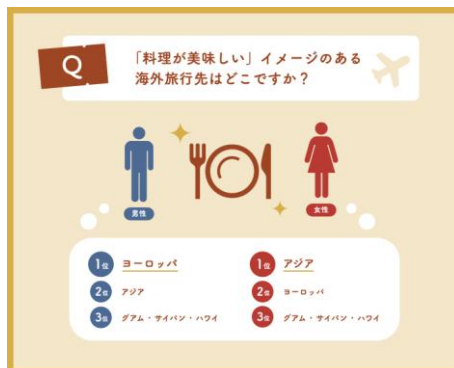 Q
「料理が美味しい」イメージのある
海外旅行先はどこですか?
男性
女性
1位 ヨーロッパ
2位 アジア
3位 グアム・サイパン・ハワイ
1位 アジア
2位 ヨーロッパ
3位 グアム・サイパン・ハワイ